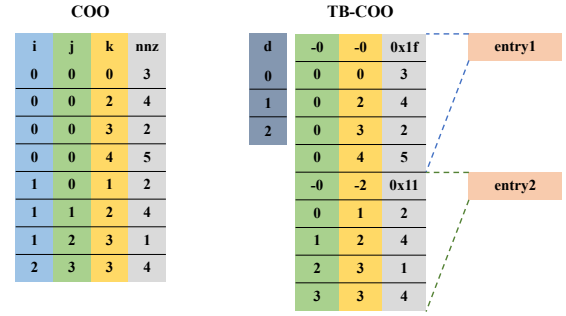 COO
i j k nnz
0 0 0 3
0 0 2 4
0 0 3 2
0 0 4 5
1 0 1 2
1 1 2 4
1 2 3 1
2 3 3 4
TB-COO
d
0
1
2
-0 -0 0x1f
0 0 3
0 2 4
0 3 2
0 4 5
-0 -2 0x11
0 1 2
1 2 4
2 3 1
3 3 4
entry1
entry2